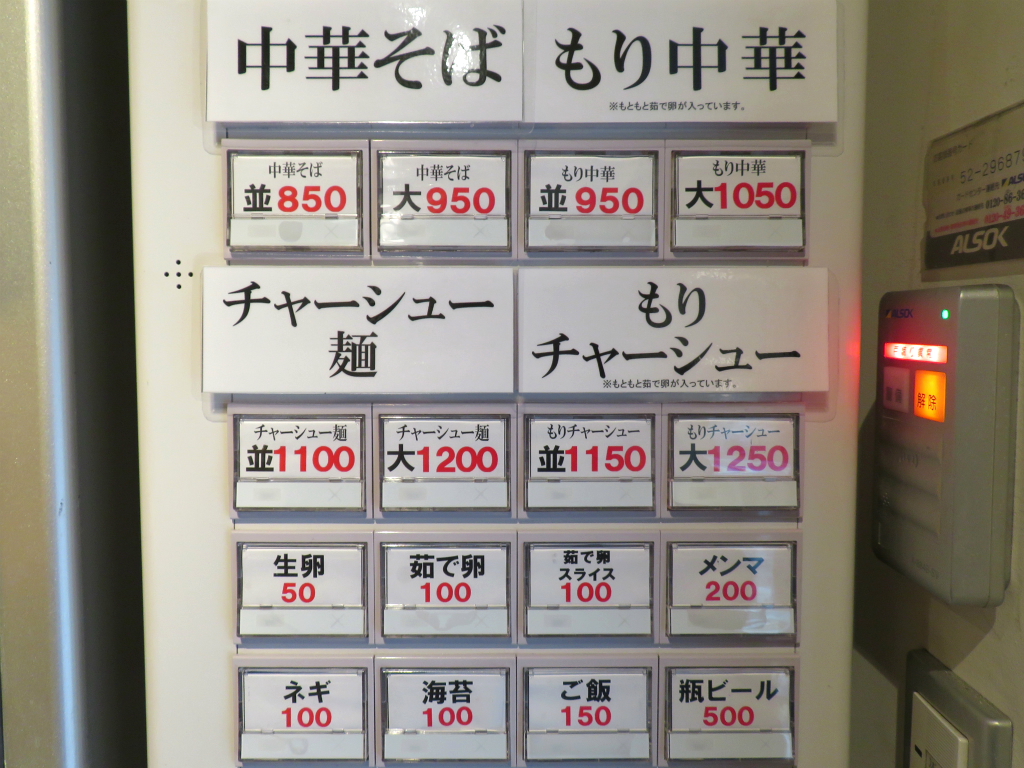 中華そば
もり中華
※もともと茹で卵が入っています。
中華そば
並850
中華そば
大950
もり中華
並950
もり中華
大1050
チャーシュー
麺
もり
チャーシュー
※もともと茹で卵が入っています。
チャーシュー麺
並1100
チャーシュー麺
大1200
もりチャーシュー
並1150
もりチャーシュー
大1250
生卵
50
茹で卵
100
茹で卵
スライス
100
メンマ
200
ネギ
100
海苔
100
ご飯
150
瓶ビール
500
52-29687
ALSOK
ALSOK
解除